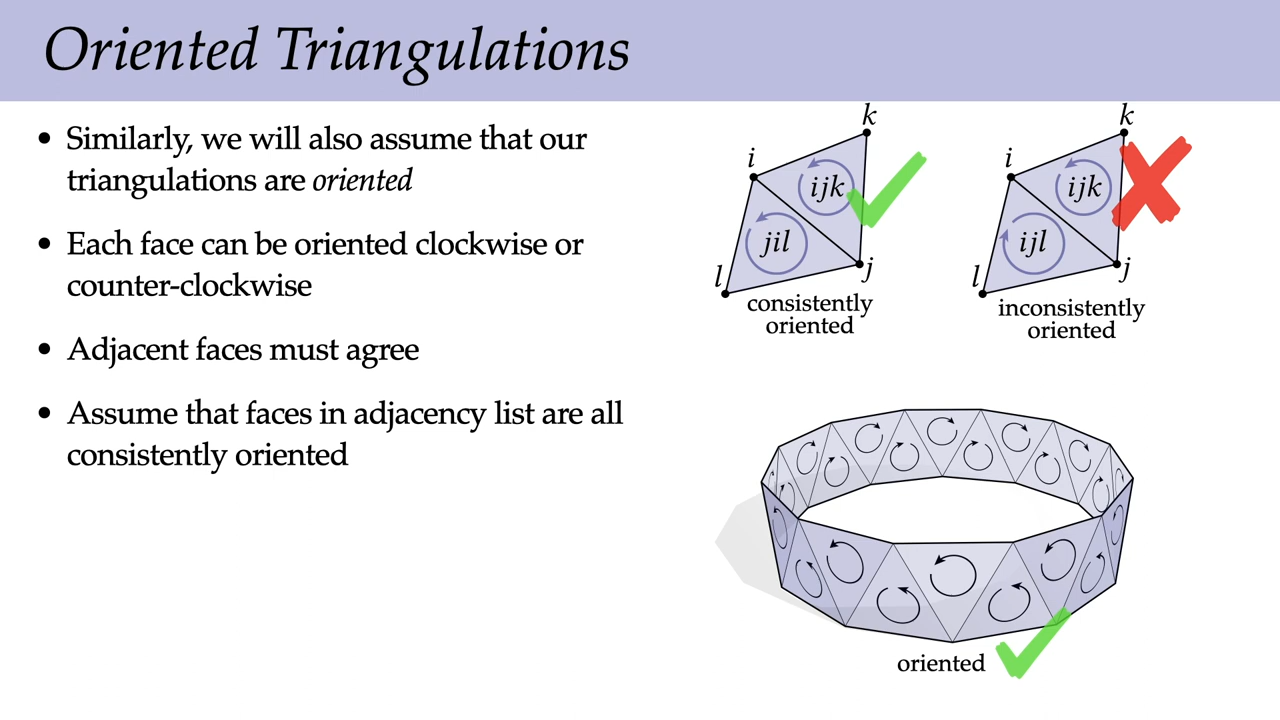 Oriented Triangulations
• Similarly, we will also assume that our
triangulations are oriented
• Each face can be oriented clockwise or
counter-clockwise
• Adjacent faces must agree
• Assume that faces in adjacency list are all
consistently oriented
k
i
ijk
jil
l
j
consistently
oriented
k
i
ijk
ijl
l
j
inconsistently
oriented
oriented